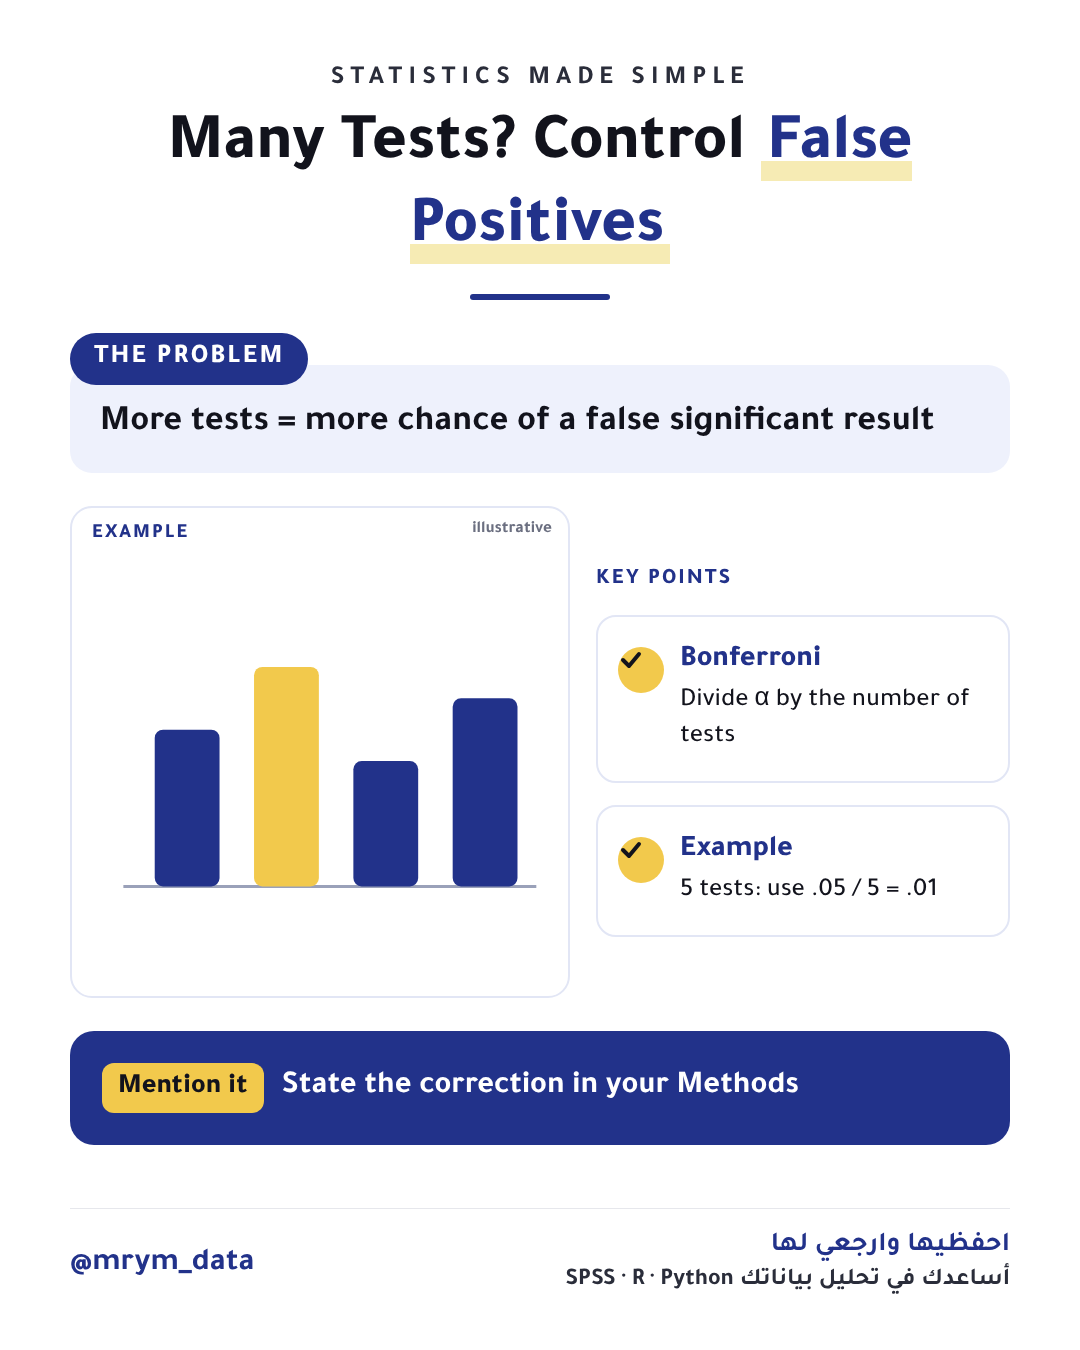 STATISTICS MADE SIMPLE
Many Tests? Control False
Positives
THE PROBLEM
More tests = more chance of a false significant result
EXAMPLE
illustrative
KEY POINTS
Bonferroni
Divide α by the number of
tests
Example
5 tests: use .05 / 5 = .01
Mention it
State the correction in your Methods
@mrym_data
احفظيها وارجعي لها
أساعدك في تحليل بياناتك SPSS · R · Python